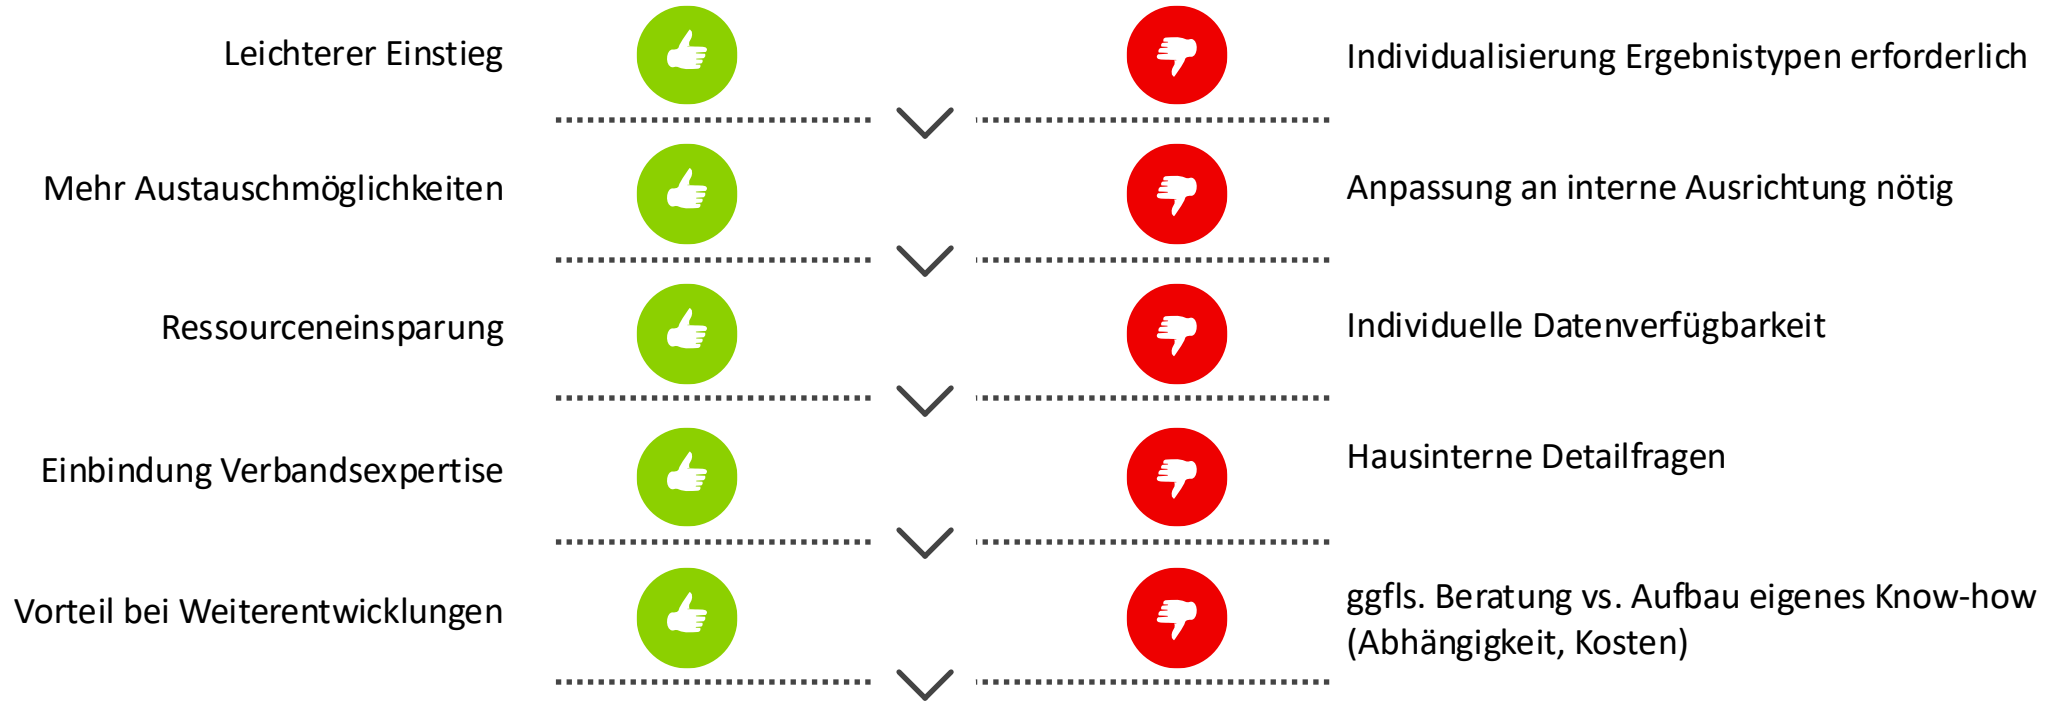 Leichterer Einstieg
Individualisierung Ergebnistypen erforderlich
Mehr Austauschmöglichkeiten
Anpassung an interne Ausrichtung nötig
Ressourceneinsparung
Individuelle Datenverfügbarkeit
Einbindung Verbandsexpertise
Hausinterne Detailfragen
Vorteil bei Weiterentwicklungen
ggfls. Beratung vs. Aufbau eigenes Know-how
(Abhängigkeit, Kosten)